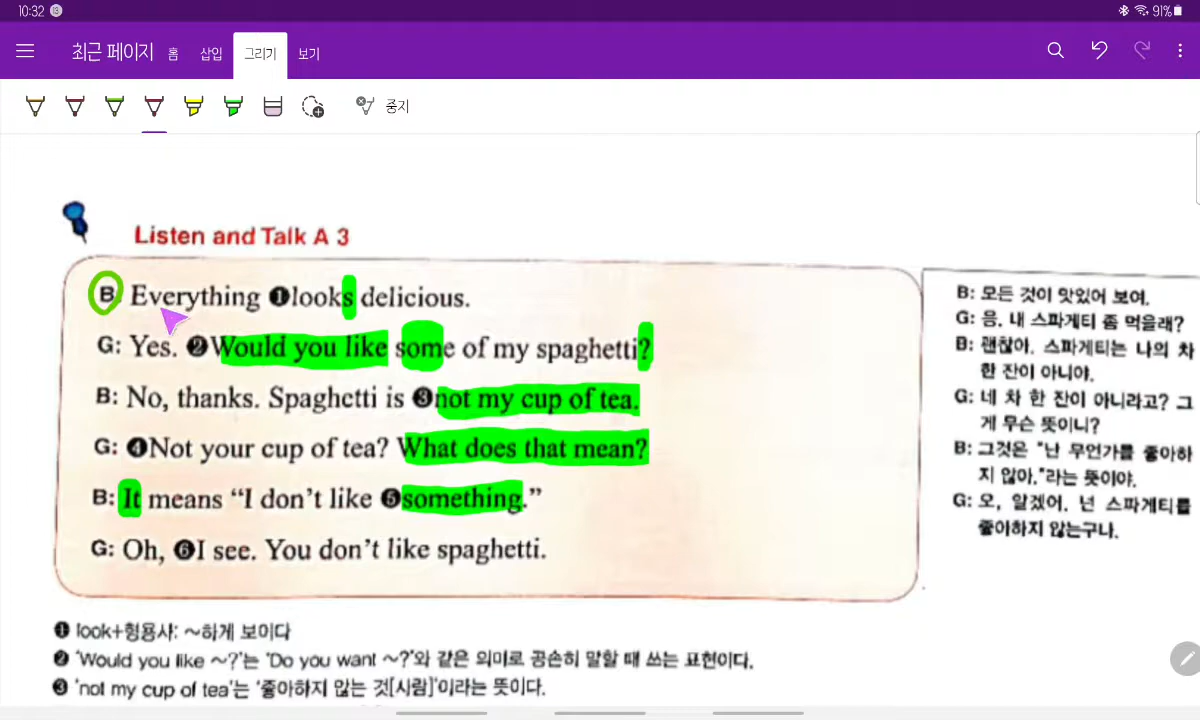 10:32
91%
최근 페이지 홈 삽입 그리기 보기
중지
Listen and Talk A 3
B: Everything ❶looks delicious.
G: Yes. ❷Would you like some of my spaghetti?
B: No, thanks. Spaghetti is ❸not my cup of tea.
G: ❹Not your cup of tea? What does that mean?
B: It means “I don’t like ❺something.”
G: Oh, ❻I see. You don’t like spaghetti.
B: 모든 것이 맛있어 보여.
G: 응. 내 스파게티 좀 먹을래?
B: 괜찮아. 스파게티는 나의 차
한 잔이 아니야.
G: 네 차 한 잔이 아니라고? 그
게 무슨 뜻이니?
B: 그것은 “난 무언가를 좋아하
지 않아.”라는 뜻이야.
G: 오, 알겠어. 넌 스파게티를
좋아하지 않는구나.
❶ look+형용사: ~하게 보이다
❷ ‘Would you like ~?’는 ‘Do you want ~?’와 같은 의미로 공손히 말할 때 쓰는 표현이다.
❸ ‘not my cup of tea’는 ‘좋아하지 않는 것[사람]’이라는 뜻이다.